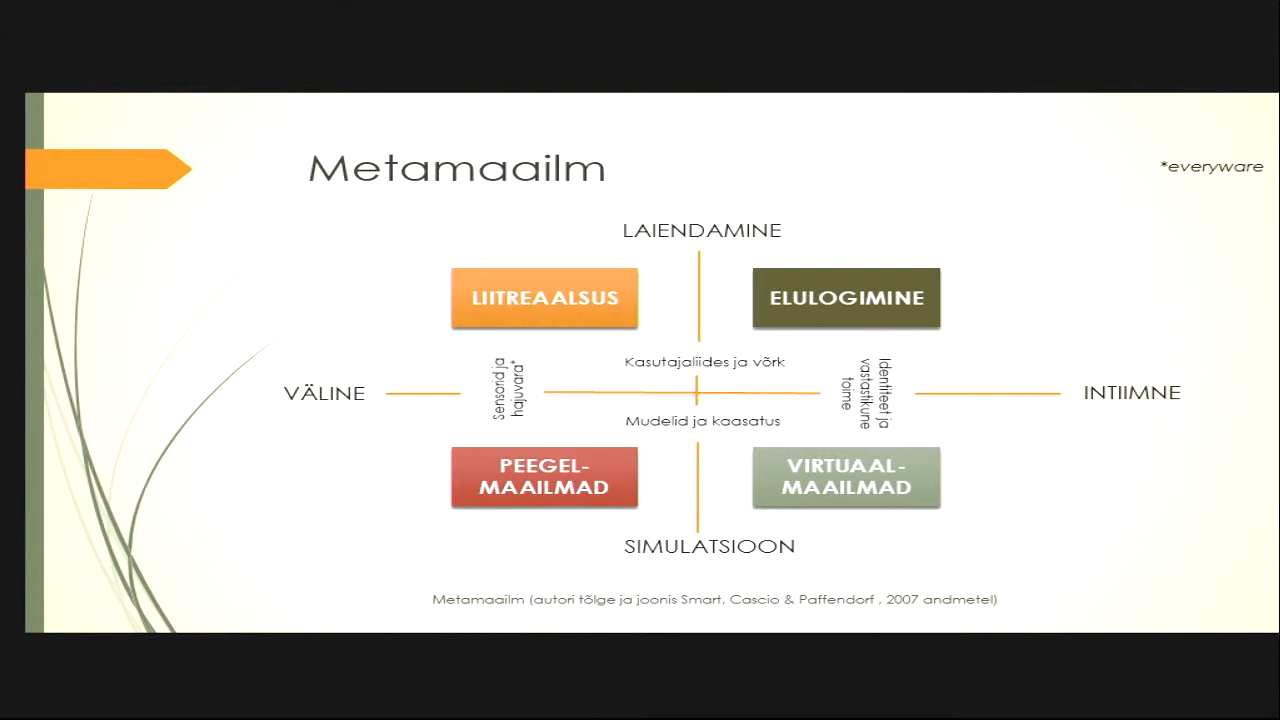 Metamaailm
*everyware
LAIENDAMINE
LIITREAALSUS
ELULOGIMINE
Kasutajaliides ja võrk
VÄLINE
Sensorid ja
hajuvara*
Identiteet ja
vastastikune
toime
INTIIMNE
Mudelid ja kaasatus
PEEGEL-
MAAILMAD
VIRTUAAL-
MAAILMAD
SIMULATSIOON
Metamaailm (autori tõlge ja joonis Smart, Cascio & Paffendorf , 2007 andmetel)